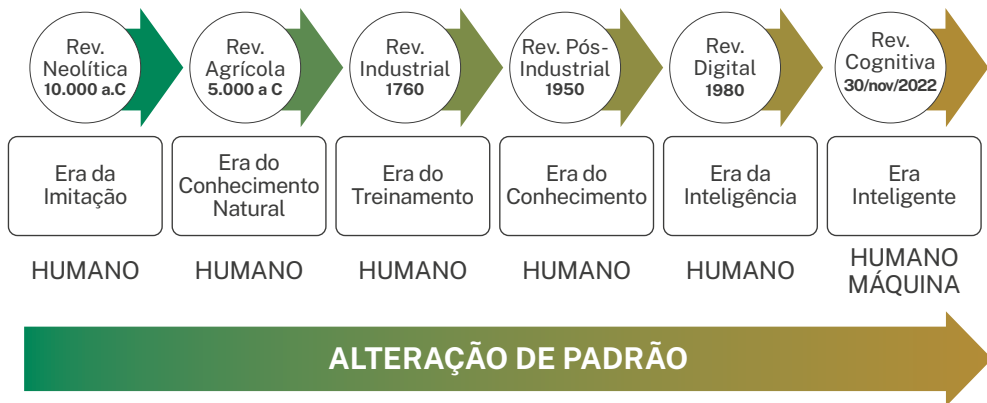 Rev.
Neolítica
10.000 a.C
Rev.
Agrícola
5.000 a C
Rev.
Industrial
1760
Rev. Pós-
Industrial
1950
Rev.
Digital
1980
Rev.
Cognitiva
30/nov/2022
Era da
Imitação
Era do
Conhecimento
Natural
Era do
Treinamento
Era do
Conhecimento
Era da
Inteligência
Era
Inteligente
HUMANO
HUMANO
HUMANO
HUMANO
HUMANO
HUMANO
MÁQUINA
ALTERAÇÃO DE PADRÃO